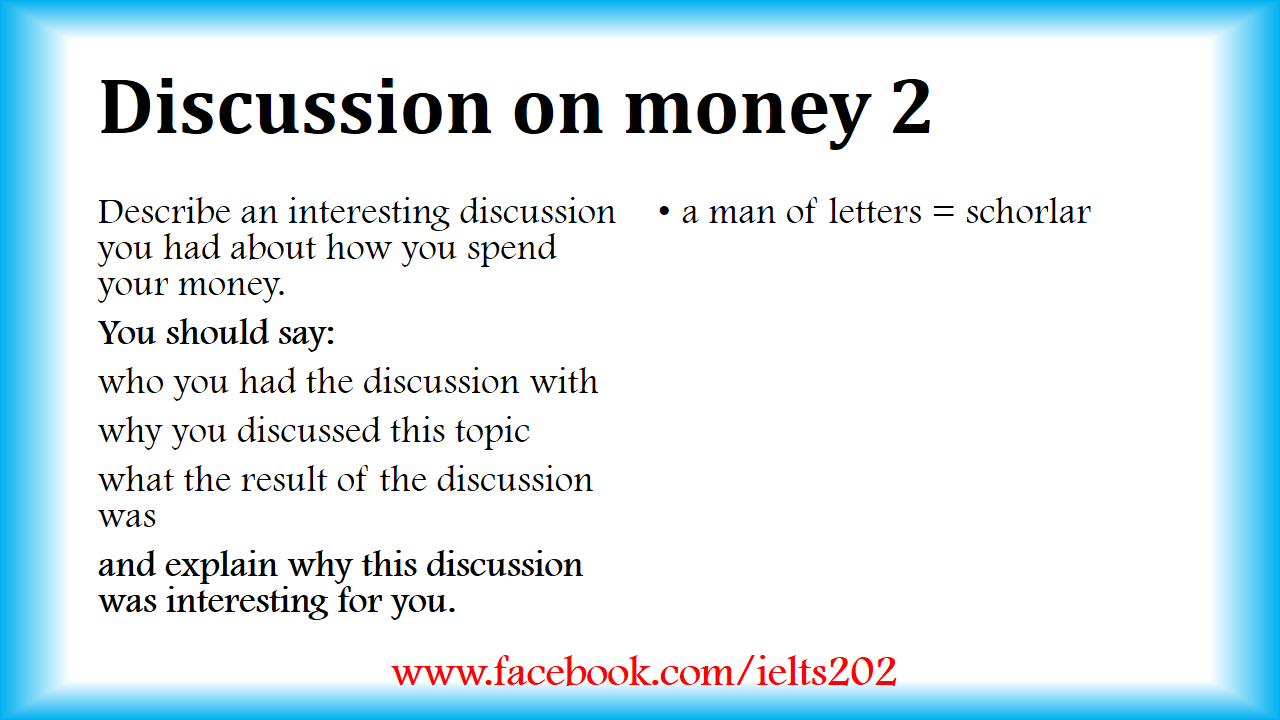 Discussion on money 2
Describe an interesting discussion
you had about how you spend
your money.
You should say:
who you had the discussion with
why you discussed this topic
what the result of the discussion
was
and explain why this discussion
was interesting for you.
• a man of letters = schorlar
www.facebook.com/ielts202